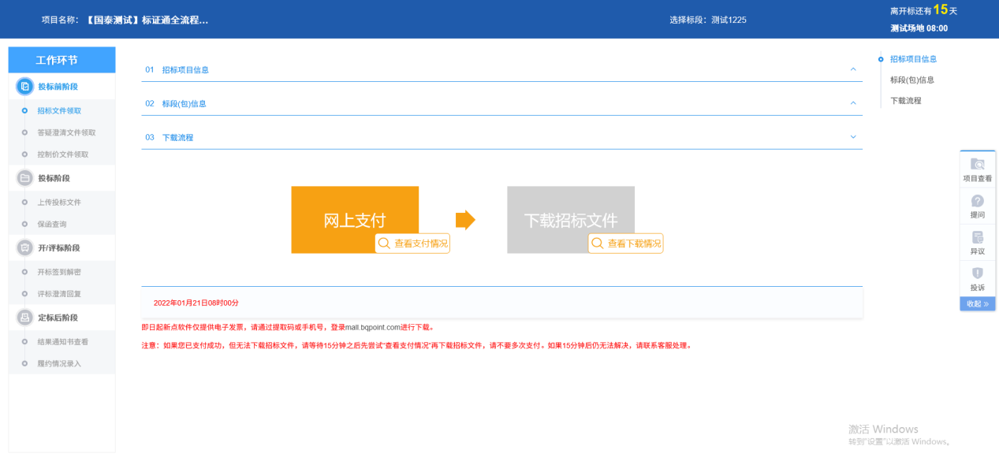 项目名称：【国泰测试】标证通全流程...
选择标段：测试1225
离开标还有15天
测试场地 08:00
工作环节
投标前阶段
招标文件领取
答疑澄清文件领取
控制价文件领取
投标阶段
上传投标文件
保函查询
开/评标阶段
开标签到解密
评标澄清回复
定标后阶段
结果通知书查看
履约情况录入
01 招标项目信息
02 标段(包)信息
03 下载流程
网上支付
查看支付情况
下载招标文件
查看下载情况
2022年01月21日08时00分
即日起新点软件仅提供电子发票，请通过提取码或手机号，登录mall.bqpoint.com进行下载。
注意：如果您已支付成功，但无法下载招标文件，请等待15分钟之后先尝试“查看支付情况”再下载招标文件，请不要多次支付。如果15分钟后仍无法解决，请联系客服处理。
招标项目信息
标段(包)信息
下载流程
项目查看
提问
异议
投诉
收起 »
激活 Windows
转到“设置”以激活 Windows。